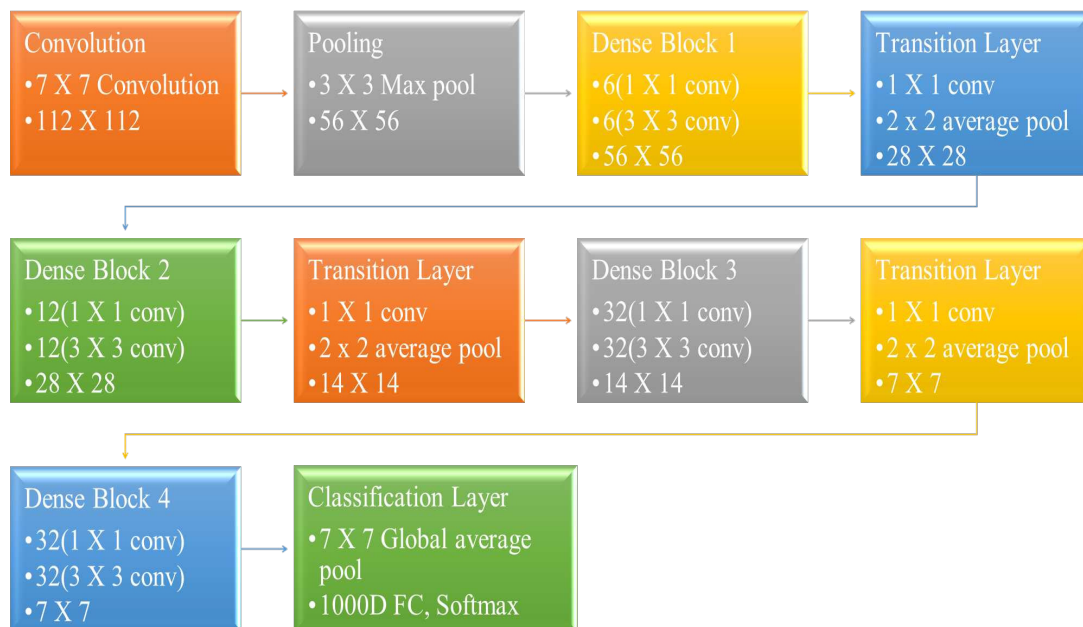 Convolution
•7 X 7 Convolution
•112 X 112
Pooling
•3 X 3 Max pool
•56 X 56
Dense Block 1
•6(1 X 1 conv)
•6(3 X 3 conv)
•56 X 56
Transition Layer
•1 X 1 conv
•2 x 2 average pool
•28 X 28
Dense Block 2
•12(1 X 1 conv)
•12(3 X 3 conv)
•28 X 28
Transition Layer
•1 X 1 conv
•2 x 2 average pool
•14 X 14
Dense Block 3
•32(1 X 1 conv)
•32(3 X 3 conv)
•14 X 14
Transition Layer
•1 X 1 conv
•2 x 2 average pool
•7 X 7
Dense Block 4
•32(1 X 1 conv)
•32(3 X 3 conv)
•7 X 7
Classification Layer
•7 X 7 Global average
pool
•1000D FC, Softmax